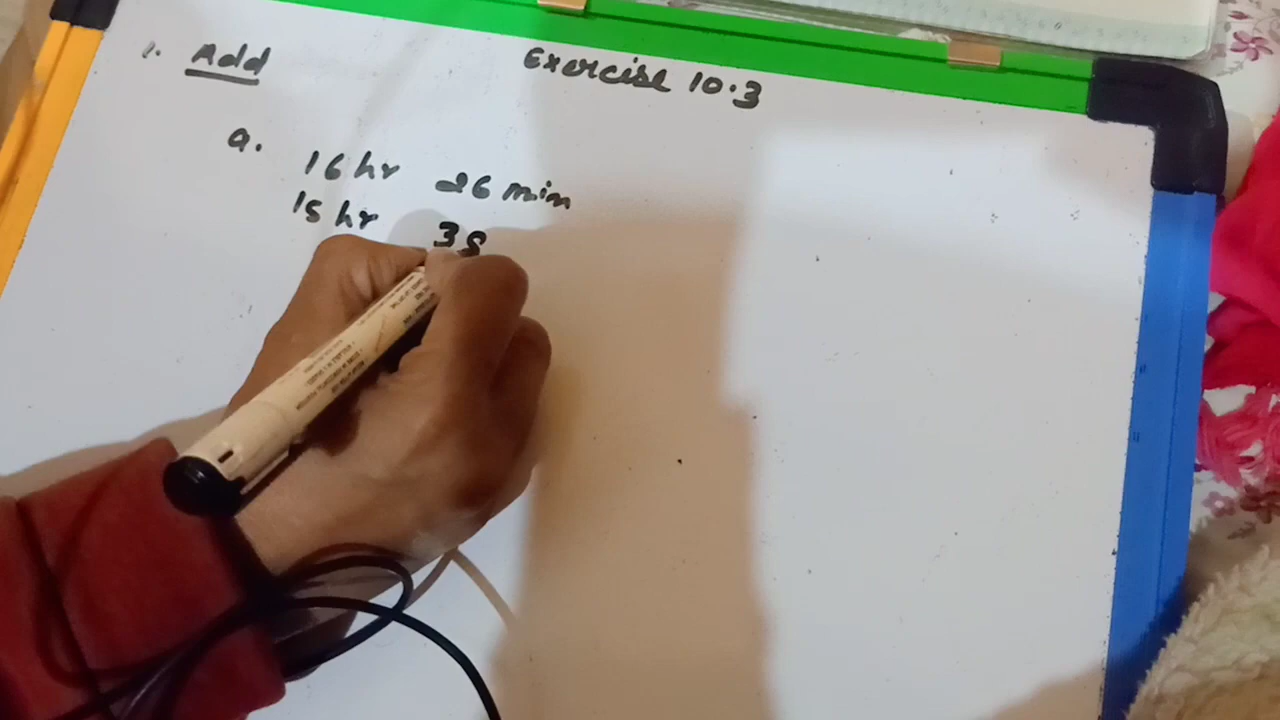 1. Add
Exercise 10.3
a.
16 hr 26 min
15 hr 38